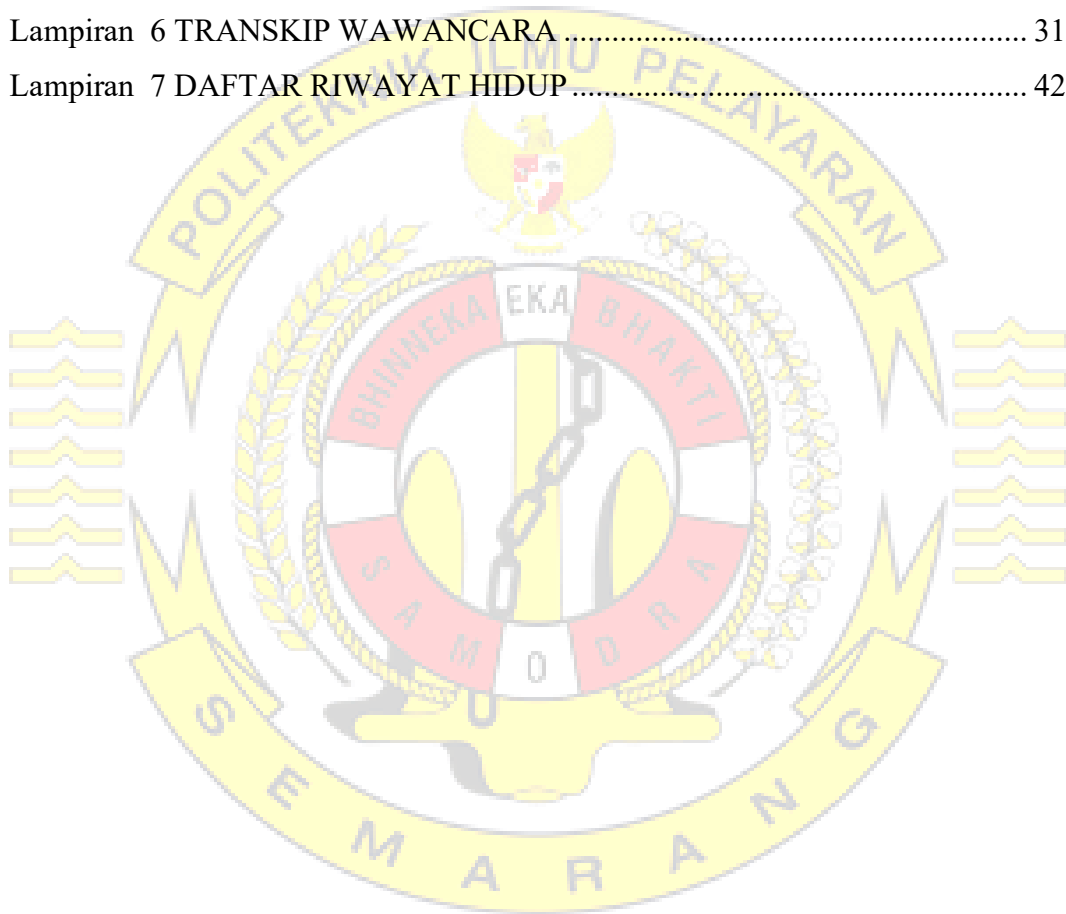 Lampiran 6 TRANSKIP WAWANCARA ........................................................... 31
Lampiran 7 DAFTAR RIWAYAT HIDUP .......................................................... 42
POLITEKNIK ILMU PELAYARAN
BHINNEKA EKA BHAKTI
SAMODRA
SEMARANG